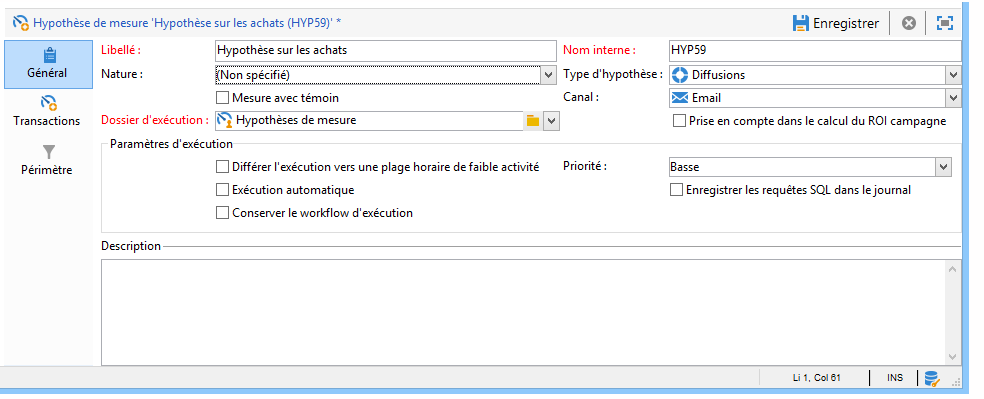 Hypothèse de mesure 'Hypothèse sur les achats (HYP59) *
Enregistrer
Général
Transactions
Périmètre
Libellé : Hypothèse sur les achats Nom interne : HYP59
Nature : (Non spécifié) Type d'hypothèse : Diffusions
Mesure avec témoin Canal : Email
Dossier d'exécution : Hypothèses de mesure Prise en compte dans le calcul du ROI campagne
Paramètres d'exécution
Différer l'exécution vers une plage horaire de faible activité Priorité : Basse
Exécution automatique Enregistrer les requêtes SQL dans le journal
Conserver le workflow d'exécution
Description
Li 1, Col 61 INS